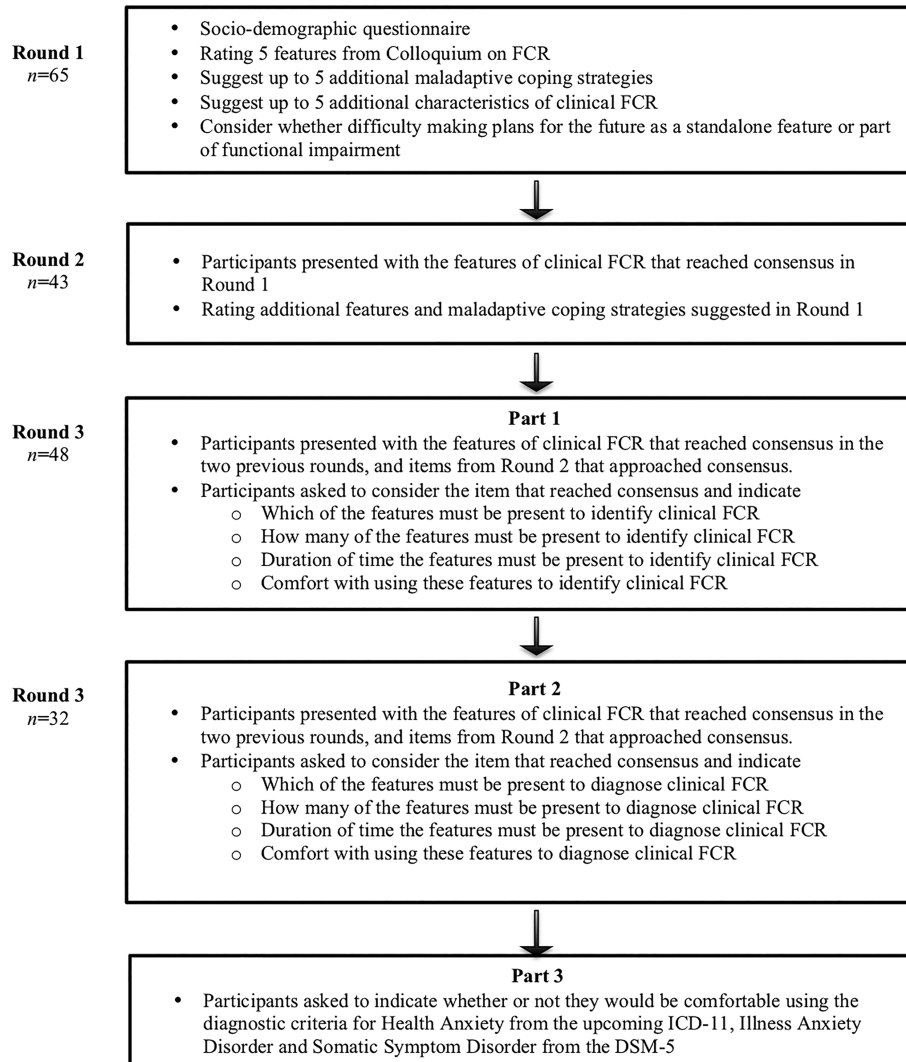 Round 1
n=65
• Socio-demographic questionnaire
• Rating 5 features from Colloquium on FCR
• Suggest up to 5 additional maladaptive coping strategies
• Suggest up to 5 additional characteristics of clinical FCR
• Consider whether difficulty making plans for the future as a standalone feature or part
of functional impairment
Round 2
n=43
• Participants presented with the features of clinical FCR that reached consensus in
Round 1
• Rating additional features and maladaptive coping strategies suggested in Round 1
Round 3
n=48
Part 1
• Participants presented with the features of clinical FCR that reached consensus in the
two previous rounds, and items from Round 2 that approached consensus.
• Participants asked to consider the item that reached consensus and indicate
o Which of the features must be present to identify clinical FCR
o How many of the features must be present to identify clinical FCR
o Duration of time the features must be present to identify clinical FCR
o Comfort with using these features to identify clinical FCR
Round 3
n=32
Part 2
• Participants presented with the features of clinical FCR that reached consensus in the
two previous rounds, and items from Round 2 that approached consensus.
• Participants asked to consider the item that reached consensus and indicate
o Which of the features must be present to diagnose clinical FCR
o How many of the features must be present to diagnose clinical FCR
o Duration of time the features must be present to diagnose clinical FCR
o Comfort with using these features to diagnose clinical FCR
Part 3
• Participants asked to indicate whether or not they would be comfortable using the
diagnostic criteria for Health Anxiety from the upcoming ICD-11, Illness Anxiety
Disorder and Somatic Symptom Disorder from the DSM-5